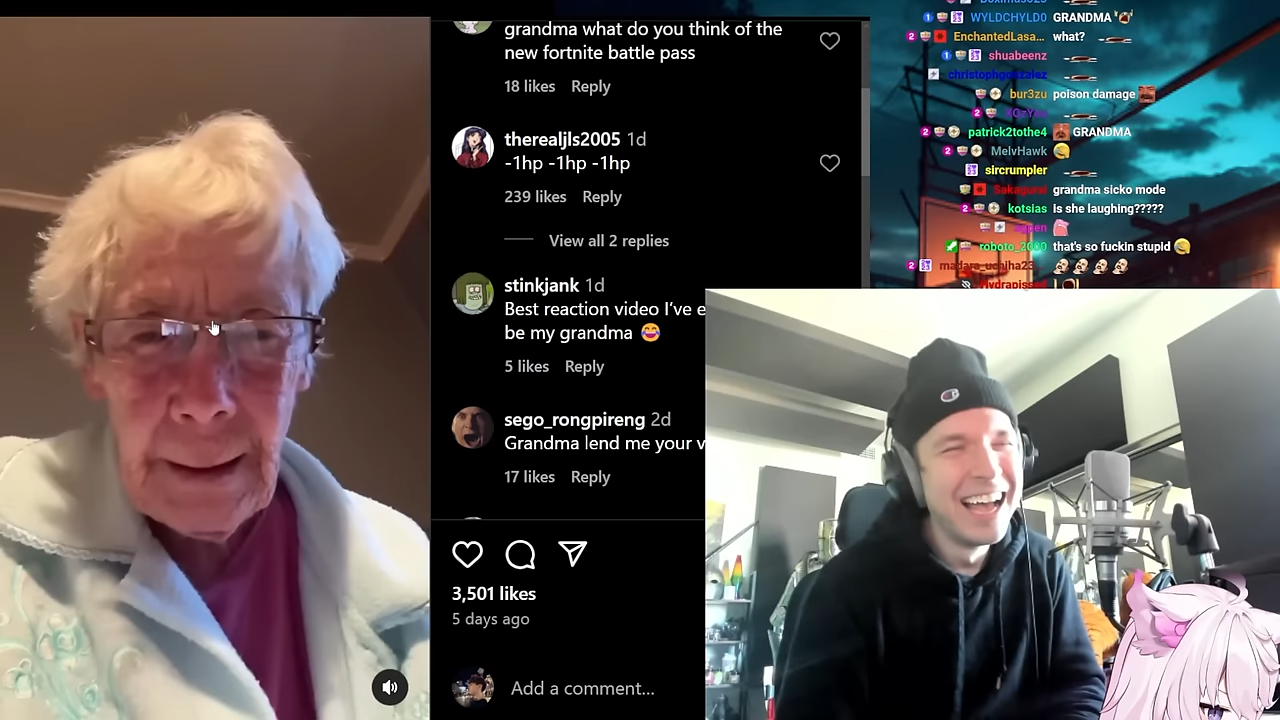 grandma what do you think of the
new fortnite battle pass
18 likes Reply
therealjls2005 1d
-1hp -1hp -1hp
239 likes Reply
View all 2 replies
stinkjank 1d
Best reaction video I've e
be my grandma 😂
5 likes Reply
sego_rongpireng 2d
Grandma lend me your v
17 likes Reply
3,501 likes
5 days ago
Add a comment...
WYLDCHYLD0 GRANDMA
EnchantedLasa... what?
shuabeenz
christophgonzalez
bur3zu poison damage
patrick2tothe4 GRANDMA
MelvHawk
sircrumpler
Sakagurai grandma sicko mode
kotsias is she laughing?????
roboto_2000 that's so fuckin stupid
madara_uchiha23